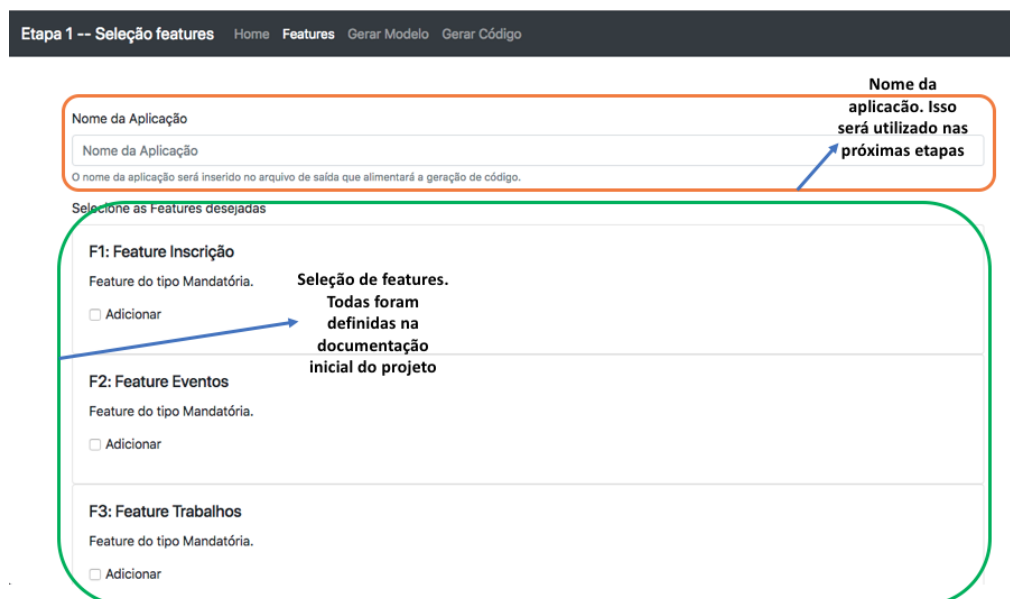 Etapa 1 -- Seleção features Home Features Gerar Modelo Gerar Código
Nome da
aplicacão. Isso
será utilizado nas
próximas etapas
Nome da Aplicação
Nome da Aplicação
O nome da aplicação será inserido no arquivo de saída que alimentará a geração de código.
Selecione as Features desejadas
F1: Feature Inscrição
Feature do tipo Mandatória.
Adicionar
Seleção de features.
Todas foram
definidas na
documentação
inicial do projeto
F2: Feature Eventos
Feature do tipo Mandatória.
Adicionar
F3: Feature Trabalhos
Feature do tipo Mandatória.
Adicionar